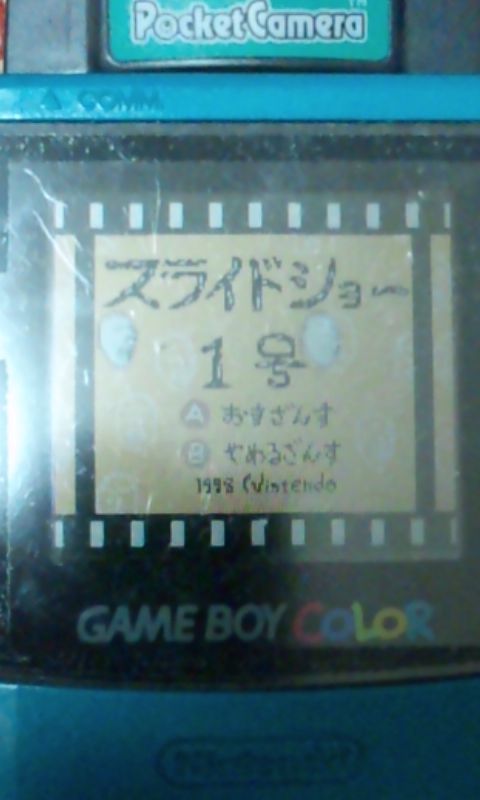 PocketCamera
COMM.
スライドショー
1号
A おすざんす
B やめるざんす
1998 Nintendo
GAME BOY COLOR
Nintendo